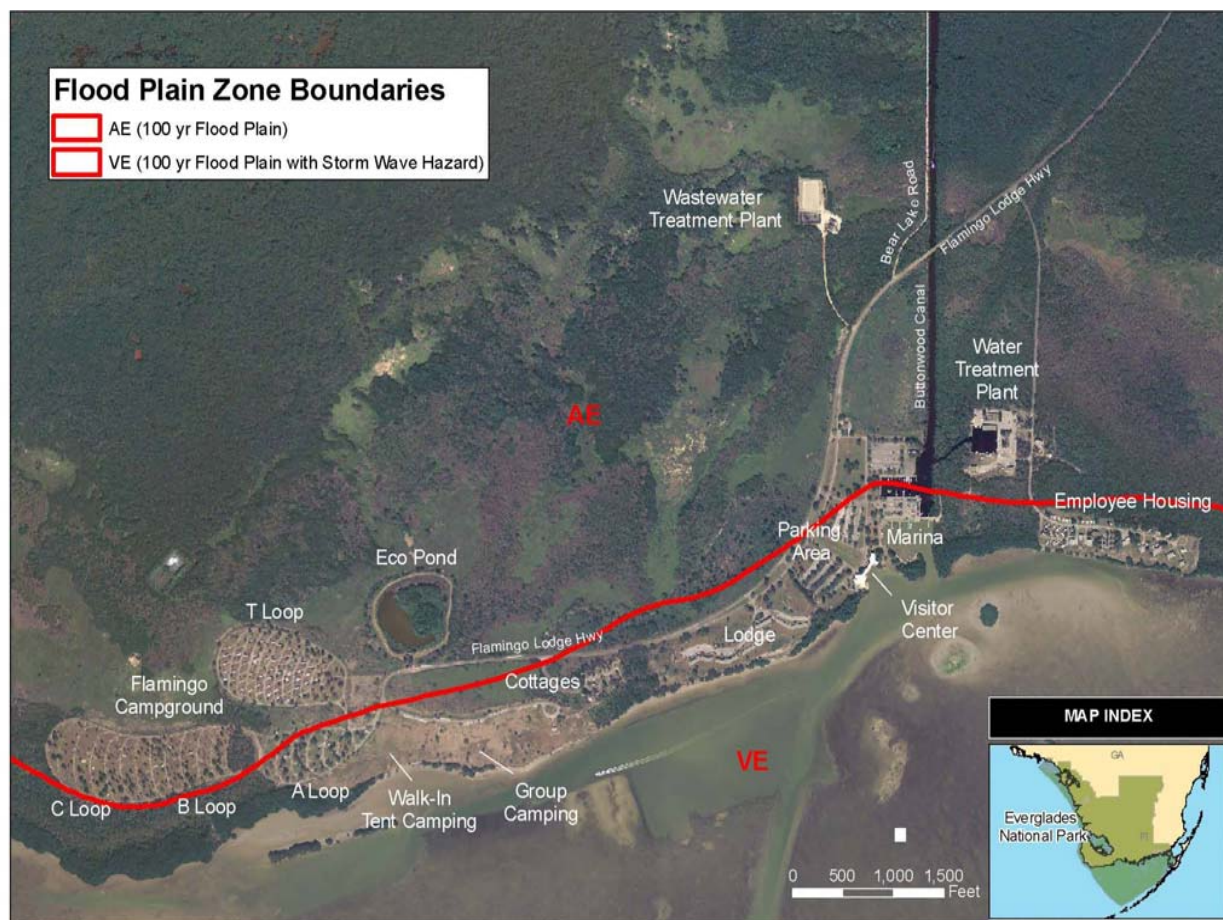 Flood Plain Zone Boundaries
AE (100 yr Flood Plain)
VE (100 yr Flood Plain with Storm Wave Hazard)
Wastewater
Treatment Plant
Bear Lake Road
Flamingo Lodge Hwy
Buttonwood Canal
Water
Treatment
Plant
AE
Employee Housing
Parking
Area
Marina
Eco Pond
T Loop
Visitor
Center
Flamingo Lodge Hwy
Lodge
Flamingo
Campground
Cottages
VE
C Loop
B Loop
A Loop
Walk-In
Tent Camping
Group
Camping
MAP INDEX
GA
Everglades
National Park
0 500 1,000 1,500
Feet